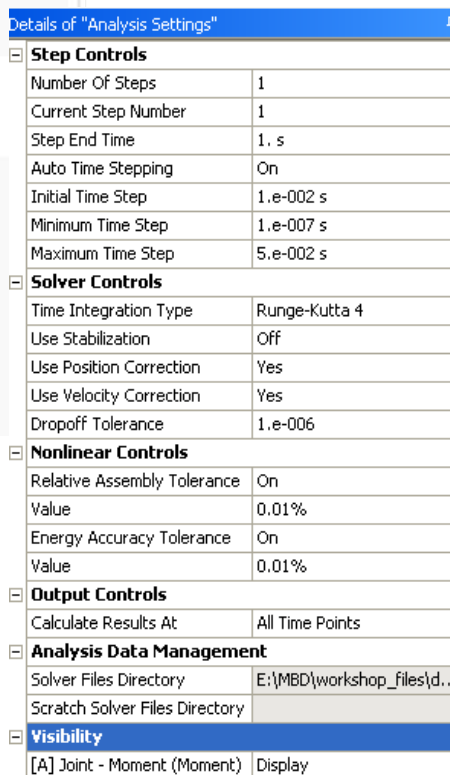 Details of "Analysis Settings"
Step Controls
Number Of Steps 1
Current Step Number 1
Step End Time 1. s
Auto Time Stepping On
Initial Time Step 1.e-002 s
Minimum Time Step 1.e-007 s
Maximum Time Step 5.e-002 s
Solver Controls
Time Integration Type Runge-Kutta 4
Use Stabilization Off
Use Position Correction Yes
Use Velocity Correction Yes
Dropoff Tolerance 1.e-006
Nonlinear Controls
Relative Assembly Tolerance On
Value 0.01%
Energy Accuracy Tolerance On
Value 0.01%
Output Controls
Calculate Results At All Time Points
Analysis Data Management
Solver Files Directory E:\MBD\workshop_files\d...
Scratch Solver Files Directory
Visibility
[A] Joint - Moment (Moment) Display